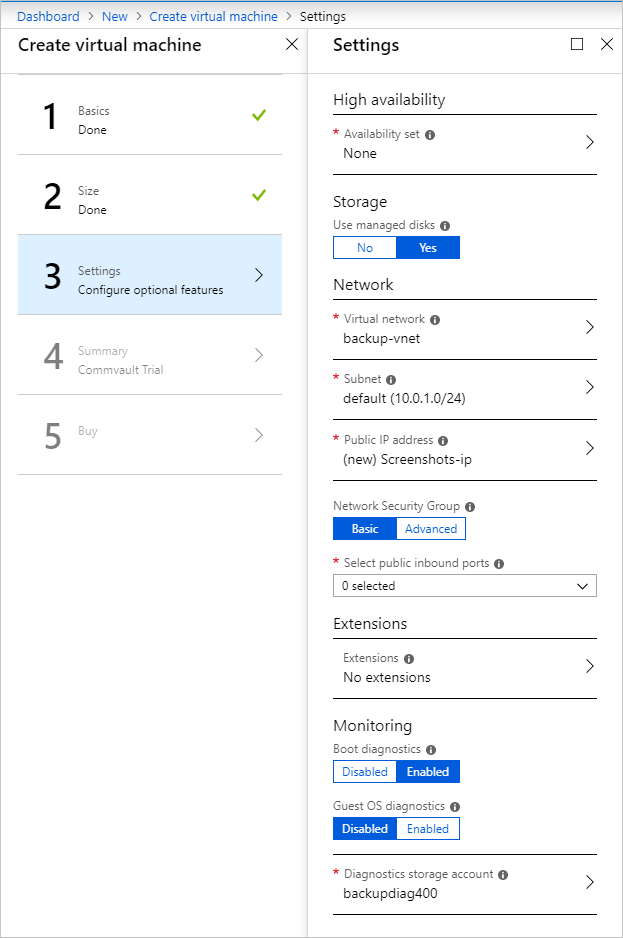 Dashboard > New > Create virtual machine > Settings
Create virtual machine
1
Basics
Done
2
Size
Done
3
Settings
Configure optional features
4
Summary
Commvault Trial
5
Buy
Settings
High availability
* Availability set
None
Storage
Use managed disks
No Yes
Network
* Virtual network
backup-vnet
* Subnet
default (10.0.1.0/24)
* Public IP address
(new) Screenshots-ip
Network Security Group
Basic Advanced
* Select public inbound ports
0 selected
Extensions
Extensions
No extensions
Monitoring
Boot diagnostics
Disabled Enabled
Guest OS diagnostics
Disabled Enabled
* Diagnostics storage account
backupdiag400